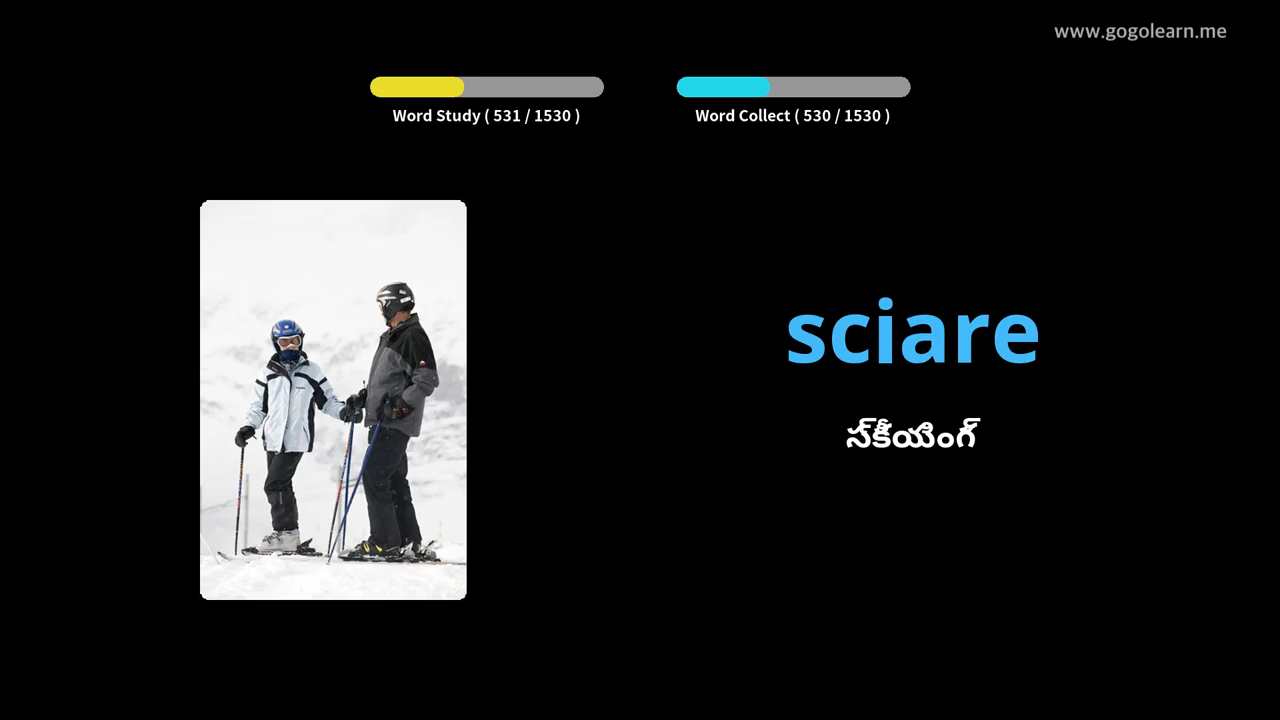 www.gogolearn.me
Word Study ( 531 / 1530 )
Word Collect ( 530 / 1530 )
sciare
స్‌కీయింగ్